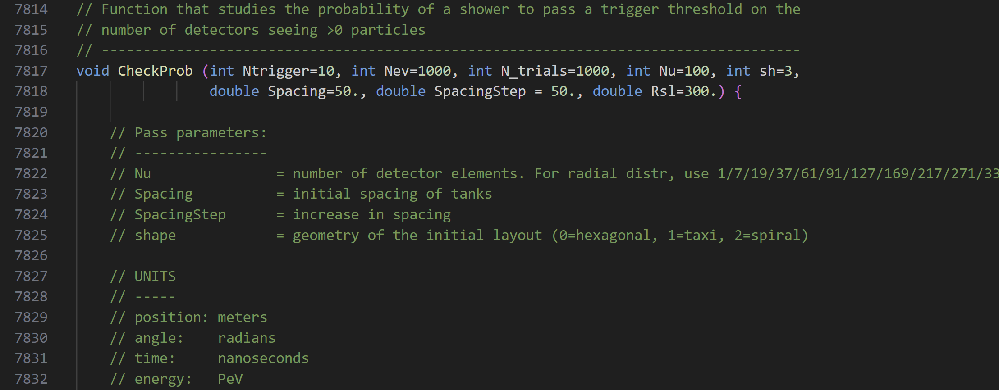 7814 // Function that studies the probability of a shower to pass a trigger threshold on the
7815 // number of detectors seeing >0 particles
7816 // ------------------------------------------------------------------------------------
7817 void CheckProb (int Ntrigger=10, int Nev=1000, int N_trials=1000, int Nu=100, int sh=3,
7818 double Spacing=50., double SpacingStep = 50., double Rsl=300.) {
7819
7820 // Pass parameters:
7821 // ----------------
7822 // Nu = number of detector elements. For radial distr, use 1/7/19/37/61/91/127/169/217/271/33
7823 // Spacing = initial spacing of tanks
7824 // SpacingStep = increase in spacing
7825 // shape = geometry of the initial layout (0=hexagonal, 1=taxi, 2=spiral)
7826
7827 // UNITS
7828 // -----
7829 // position: meters
7830 // angle: radians
7831 // time: nanoseconds
7832 // energy: PeV